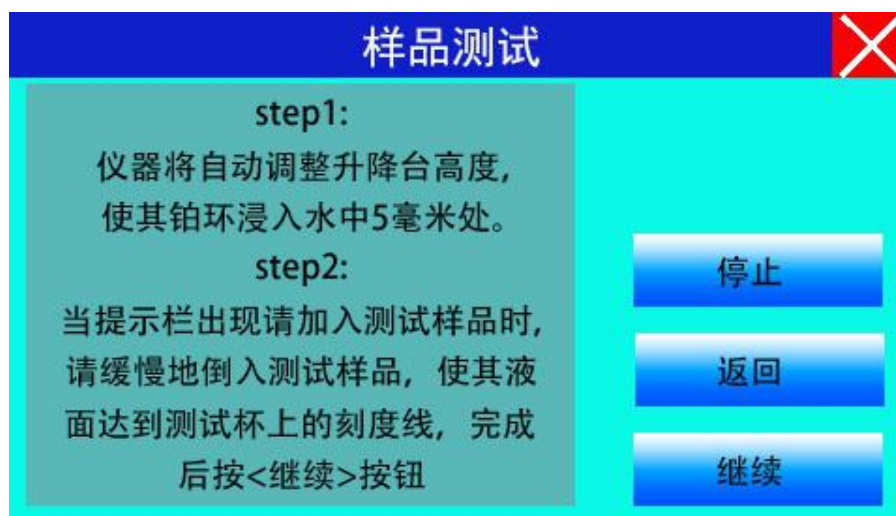 样品测试
step1:
仪器将自动调整升降台高度,
使其铂环浸入水中5毫米处。
step2:
当提示栏出现请加入测试样品时,
请缓慢地倒入测试样品, 使其液
面达到测试杯上的刻度线, 完成
后按<继续>按钮
停止
返回
继续